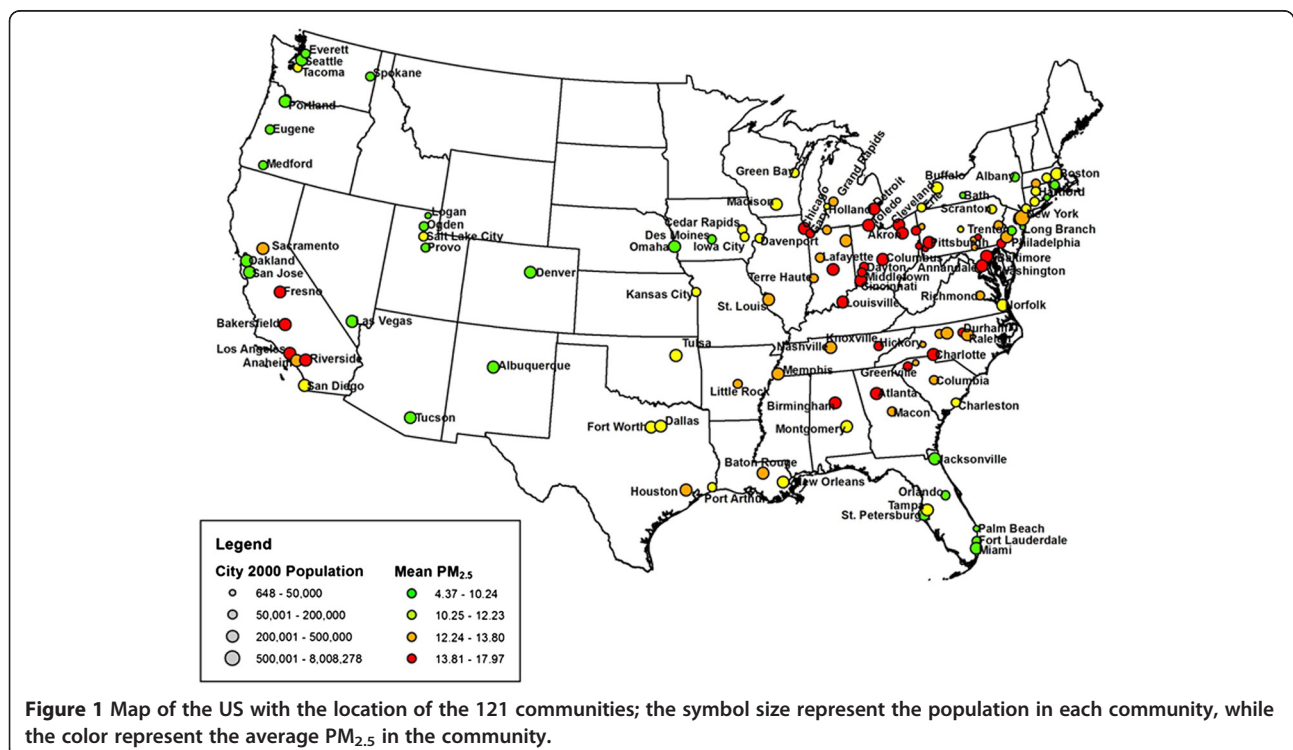 Everett
Seattle
Tacoma
Spokane
Portland
Eugene
Medford
Logan
Ogden
Salt Lake City
Provo
Sacramento
Oakland
San Jose
Fresno
Bakersfield
Las Vegas
Los Angeles
Riverside
Anaheim
San Diego
Denver
Albuquerque
Tucson
Green Bay
Madison
Cedar Rapids
Des Moines
Iowa City
Omaha
Davenport
Kansas City
St. Louis
Tulsa
Little Rock
Fort Worth
Dallas
Houston
Port Arthur
Baton Rouge
New Orleans
Chicago
Gary
Grand Rapids
Holland
Detroit
Toledo
Cleveland
Erie
Akron
Buffalo
Albany
Bath
Scranton
Boston
Hartford
New York
Long Branch
Trenton
Philadelphia
Pittsburgh
Baltimore
Annandale
Washington
Lafayette
Columbus
Dayton
Middletown
Cincinnati
Terre Haute
Louisville
Richmond
Norfolk
Nashville
Knoxville
Hickory
Durham
Raleigh
Charlotte
Memphis
Greenville
Columbia
Charleston
Birmingham
Atlanta
Macon
Montgomery
Jacksonville
Orlando
Tampa
St. Petersburg
Palm Beach
Fort Lauderdale
Miami
Legend
City 2000 Population
648 - 50,000
50,001 - 200,000
200,001 - 500,000
500,001 - 8,008,278
Mean PM2.5
4.37 - 10.24
10.25 - 12.23
12.24 - 13.80
13.81 - 17.97
Figure 1 Map of the US with the location of the 121 communities; the symbol size represent the population in each community, while
the color represent the average PM2.5 in the community.